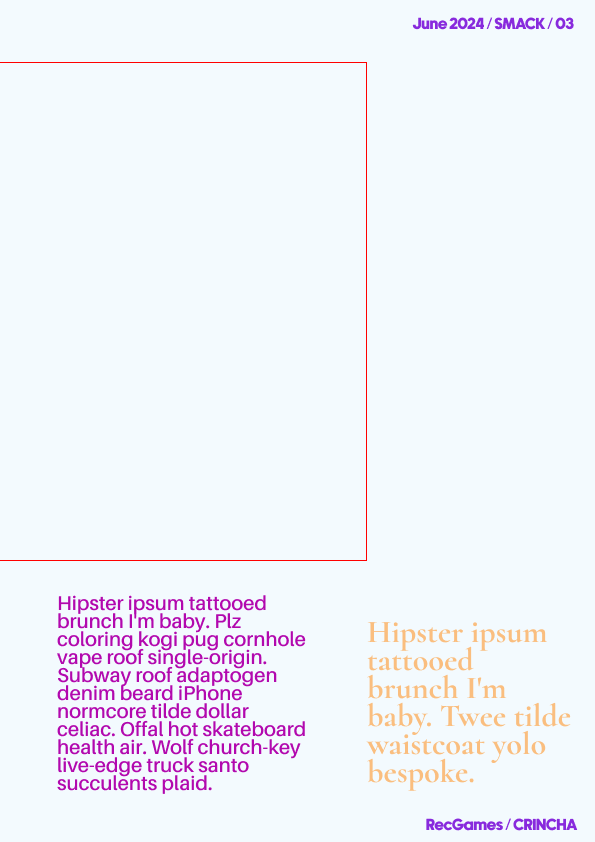 June 2024 / SMACK / 03
Hipster ipsum tattooed
brunch I'm baby. Plz
coloring kogi pug cornhole
vape roof single-origin.
Subway roof adaptogen
denim beard iPhone
normcore tilde dollar
celiac. Offal hot skateboard
health air. Wolf church-key
live-edge truck santo
succulents plaid.
Hipster ipsum
tattooed
brunch I'm
baby. Twee tilde
waistcoat yolo
bespoke.
RecGames / CRINCHA